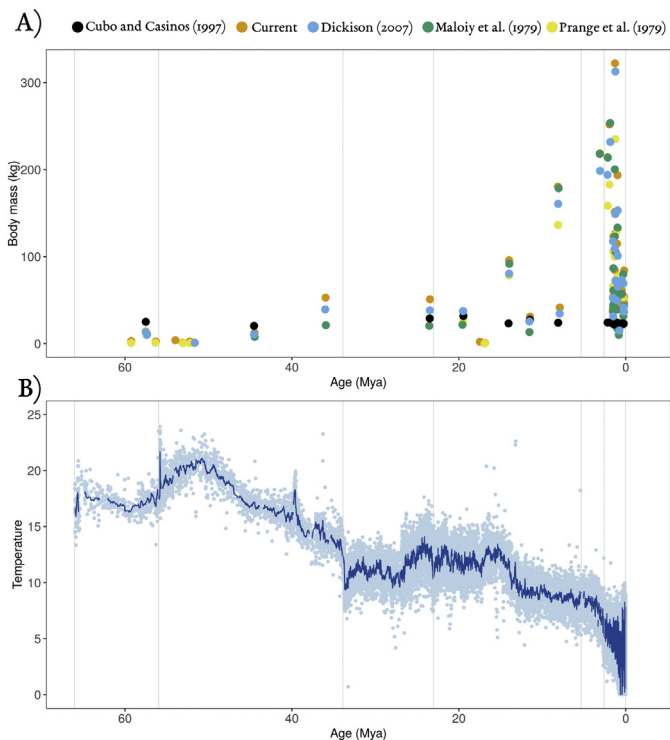 A)
Cubo and Casinos (1997) Current Dickison (2007) Maloiy et al. (1979) Prange et al. (1979)
300
200
100
0
Body mass (kg)
60 40 20 0
Age (Mya)
B)
25
20
15
10
5
0
Temperature
60 40 20 0
Age (Mya)